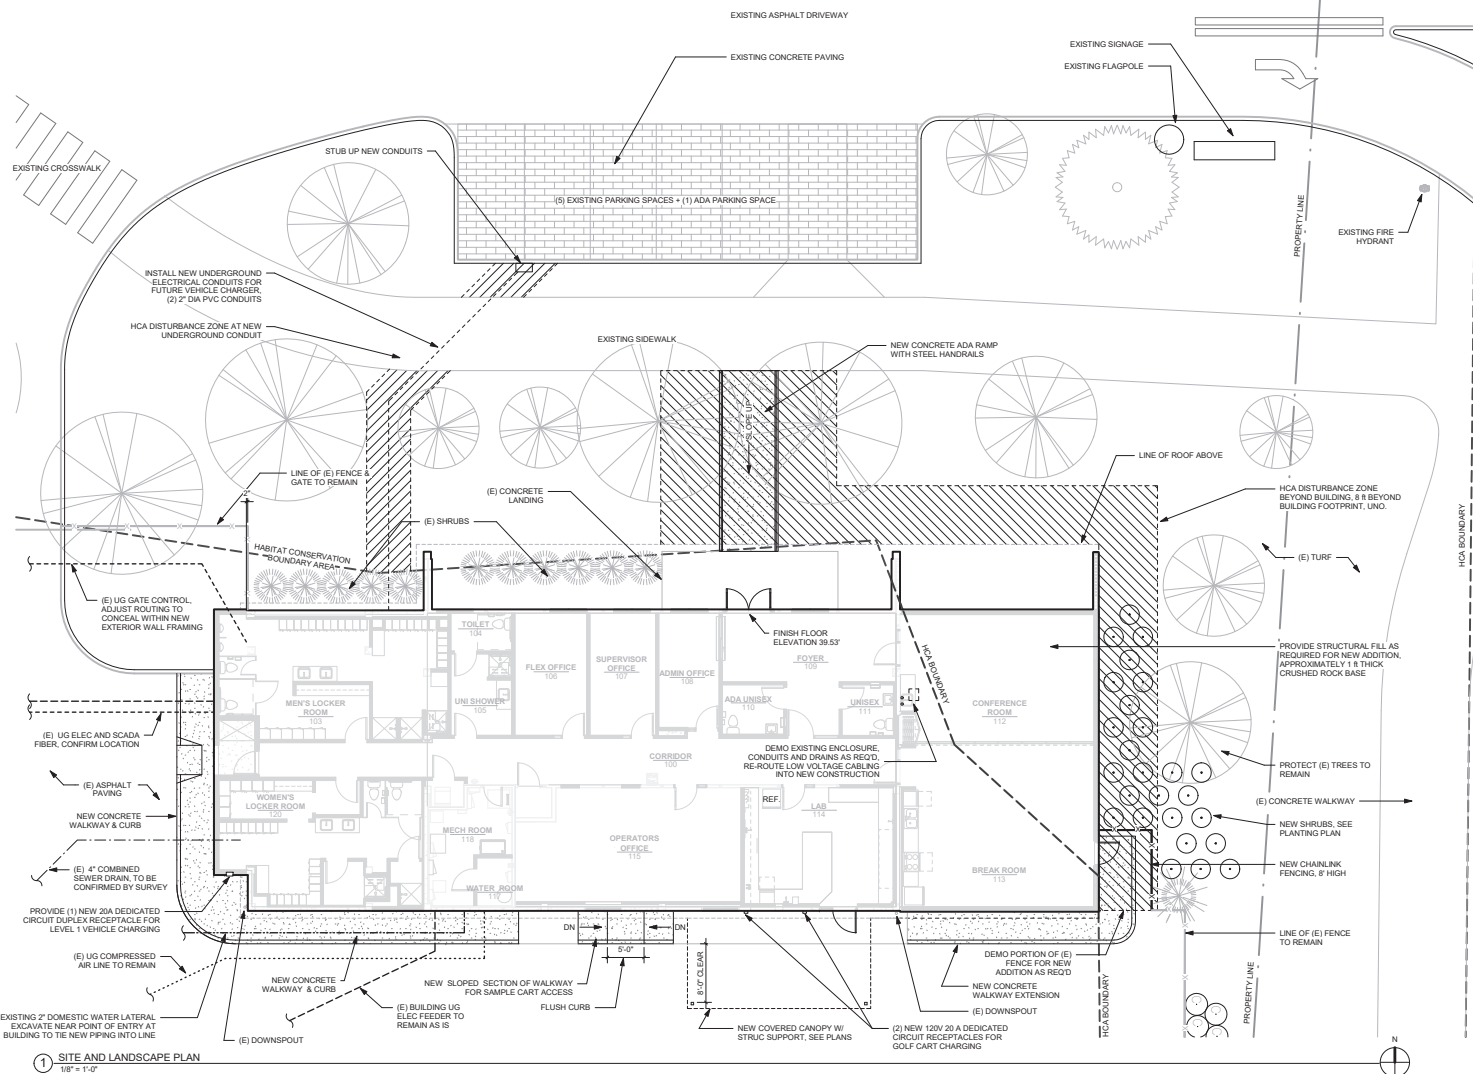 EXISTING ASPHALT DRIVEWAY
EXISTING CONCRETE PAVING
EXISTING SIGNAGE
EXISTING FLAGPOLE
STUB UP NEW CONDUITS
EXISTING CROSSWALK
(5) EXISTING PARKING SPACES + (1) ADA PARKING SPACE
PROPERTY LINE
EXISTING FIRE
HYDRANT
INSTALL NEW UNDERGROUND
ELECTRICAL CONDUITS FOR
FUTURE VEHICLE CHARGER,
(2) 2" DIA PVC CONDUITS
HCA DISTURBANCE ZONE AT NEW
UNDERGROUND CONDUIT
EXISTING SIDEWALK
NEW CONCRETE ADA RAMP
WITH STEEL HANDRAILS
SLOPE UP
LINE OF ROOF ABOVE
LINE OF (E) FENCE &
GATE TO REMAIN
2"
(E) CONCRETE
LANDING
HCA DISTURBANCE ZONE
BEYOND BUILDING, 8 ft BEYOND
BUILDING FOOTPRINT, UNO.
(E) SHRUBS
HCA BOUNDARY
HABITAT CONSERVATION
BOUNDARY AREA
(E) TURF
(E) UG GATE CONTROL,
ADJUST ROUTING TO
CONCEAL WITHIN NEW
EXTERIOR WALL FRAMING
TOILET
104
FINISH FLOOR
ELEVATION 39.53'
PROVIDE STRUCTURAL FILL AS
REQUIRED FOR NEW ADDITION,
APPROXIMATELY 1 ft THICK
CRUSHED ROCK BASE
FLEX OFFICE
106
SUPERVISOR
OFFICE
107
ADMIN OFFICE
108
FOYER
109
HCA BOUNDARY
MEN'S LOCKER
ROOM
103
UNI SHOWER
105
ADA UNISEX
110
UNISEX
111
CONFERENCE
ROOM
112
(E) UG ELEC AND SCADA
FIBER, CONFIRM LOCATION
CORRIDOR
100
DEMO EXISTING ENCLOSURE,
CONDUITS AND DRAINS AS REQ'D,
RE-ROUTE LOW VOLTAGE CABLING
INTO NEW CONSTRUCTION
PROTECT (E) TREES TO
REMAIN
(E) ASPHALT
PAVING
WOMEN'S
LOCKER ROOM
120
REF.
LAB
114
(E) CONCRETE WALKWAY
NEW CONCRETE
WALKWAY & CURB
MECH ROOM
118
OPERATORS
OFFICE
115
NEW SHRUBS, SEE
PLANTING PLAN
(E) 4" COMBINED
SEWER DRAIN, TO BE
CONFIRMED BY SURVEY
WATER ROOM
BREAK ROOM
113
NEW CHAINLINK
FENCING, 8' HIGH
PROVIDE (1) NEW 20A DEDICATED
CIRCUIT DUPLEX RECEPTACLE FOR
LEVEL 1 VEHICLE CHARGING
DN
DN
LINE OF (E) FENCE
TO REMAIN
(E) UG COMPRESSED
AIR LINE TO REMAIN
5'-0"
8'-0" CLEAR
DEMO PORTION OF (E)
FENCE FOR NEW
ADDITION AS REQ'D
NEW CONCRETE
WALKWAY & CURB
NEW SLOPED SECTION OF WALKWAY
FOR SAMPLE CART ACCESS
FLUSH CURB
NEW CONCRETE
WALKWAY EXTENSION
(E) DOWNSPOUT
HCA BOUNDARY
PROPERTY LINE
EXISTING 2" DOMESTIC WATER LATERAL
EXCAVATE NEAR POINT OF ENTRY AT
BUILDING TO TIE NEW PIPING INTO LINE
(E) BUILDING UG
ELEC FEEDER TO
REMAIN AS IS
(E) DOWNSPOUT
NEW COVERED CANOPY W/
STRUC SUPPORT, SEE PLANS
(2) NEW 120V 20 A DEDICATED
CIRCUIT RECEPTACLES FOR
GOLF CART CHARGING
N
1 SITE AND LANDSCAPE PLAN
1/8" = 1'-0"